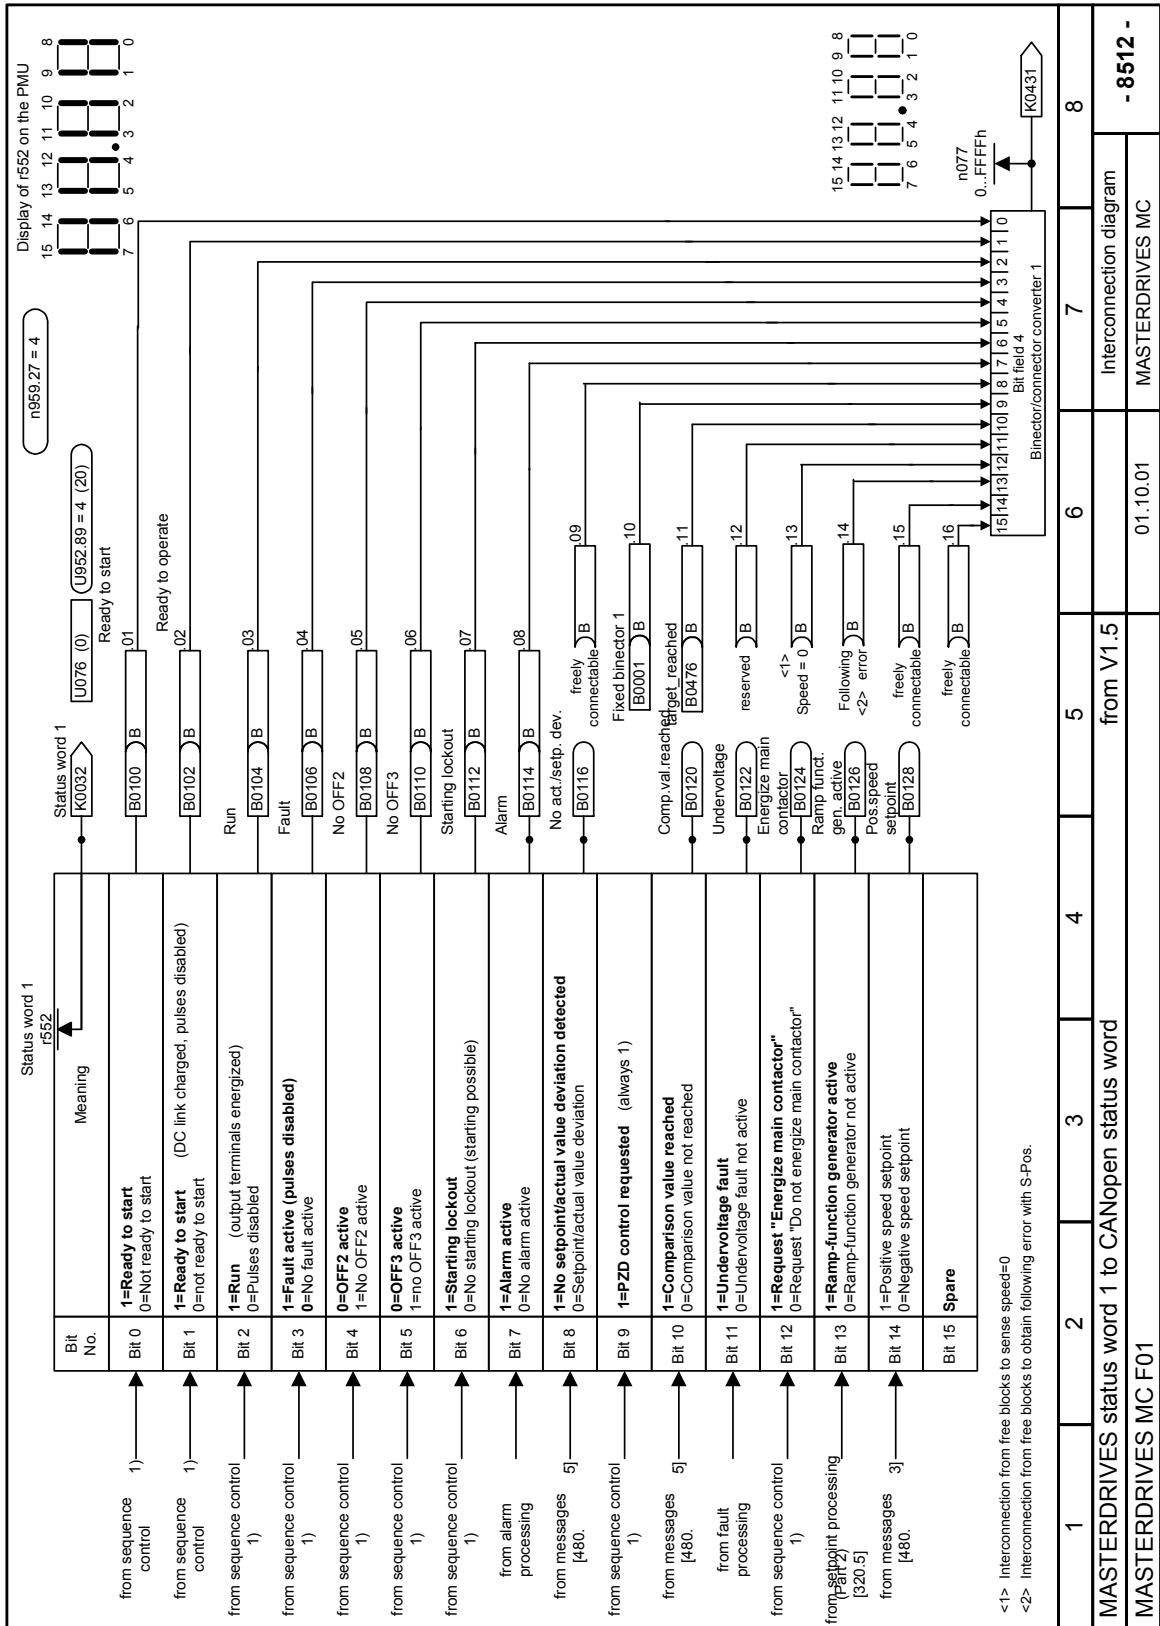 Display of r552 on the PMU
15 14 13 12 11 10 9 8
7 6 5 4 3 2 1 0
n959.27 = 4
U076 (0)
U952.89 = 4 (20)
Status word 1
r552
Status word 1
K0032
Bit
No.
Meaning
from sequence
control
1)
Bit 0
1=Ready to start
0=Not ready to start
B0100
B
.01
Ready to start
from sequence
control
1)
Bit 1
1=Ready to start (DC link charged, pulses disabled)
0=not ready to start
B0102
B
.02
Ready to operate
from sequence control
1)
Bit 2
1=Run (output terminals energized)
0=Pulses disabled
Run
B0104
B
.03
from sequence control
1)
Bit 3
1=Fault active (pulses disabled)
0=No fault active
Fault
B0106
B
.04
from sequence control
1)
Bit 4
0=OFF2 active
1=No OFF2 active
No OFF2
B0108
B
.05
from sequence control
1)
Bit 5
0=OFF3 active
1=no OFF3 active
No OFF3
B0110
B
.06
from sequence control
1)
Bit 6
1=Starting lockout
0=No starting lockout (starting possible)
Starting lockout
B0112
B
.07
from alarm
processing
Bit 7
1=Alarm active
0=No alarm active
Alarm
B0114
B
.08
from messages
[480.
5]
Bit 8
1=No setpoint/actual value deviation detected
0=Setpoint/actual value deviation
No act./setp. dev.
B0116
freely
connectable
B
.09
from sequence control
1)
Bit 9
1=PZD control requested (always 1)
Fixed binector 1
B0001
B
.10
from messages
[480.
5]
Bit 10
1=Comparison value reached
0=Comparison value not reached
Comp.val.reached
B0120
target_reached
B0476
B
.11
from fault
processing
Bit 11
1=Undervoltage fault
0=Undervoltage fault not active
Undervoltage
B0122
reserved
B
.12
from sequence control
1)
Bit 12
1=Request "Energize main contactor"
0=Request "Do not energize main contactor"
Energize main
contactor
B0124
<1>
Speed = 0
B
.13
from setpoint processing
(Part 2)
[320.5]
Bit 13
1=Ramp-function generator active
0=Ramp-function generator not active
Ramp funct.
gen. active
B0126
Following
<2> error
B
.14
from messages
[480.
3]
Bit 14
1=Positive speed setpoint
0=Negative speed setpoint
Pos.speed
setpoint
B0128
freely
connectable
B
.15
Bit 15
Spare
freely
connectable
B
.16
15 14 13 12 11 10 9 8 7 6 5 4 3 2 1 0
Bit field 4
Binector/connector converter 1
15 14 13 12 11 10 9 8
7 6 5 4 3 2 1 0
n077
0...FFFFh
K0431
<1> Interconnection from free blocks to sense speed=0
<2> Interconnection from free blocks to obtain following error with S-Pos.
1 2 3 4 5 6 7 8
MASTERDRIVES status word 1 to CANopen status word
from V1.5
Interconnection diagram
- 8512 -
MASTERDRIVES MC F01
01.10.01
MASTERDRIVES MC